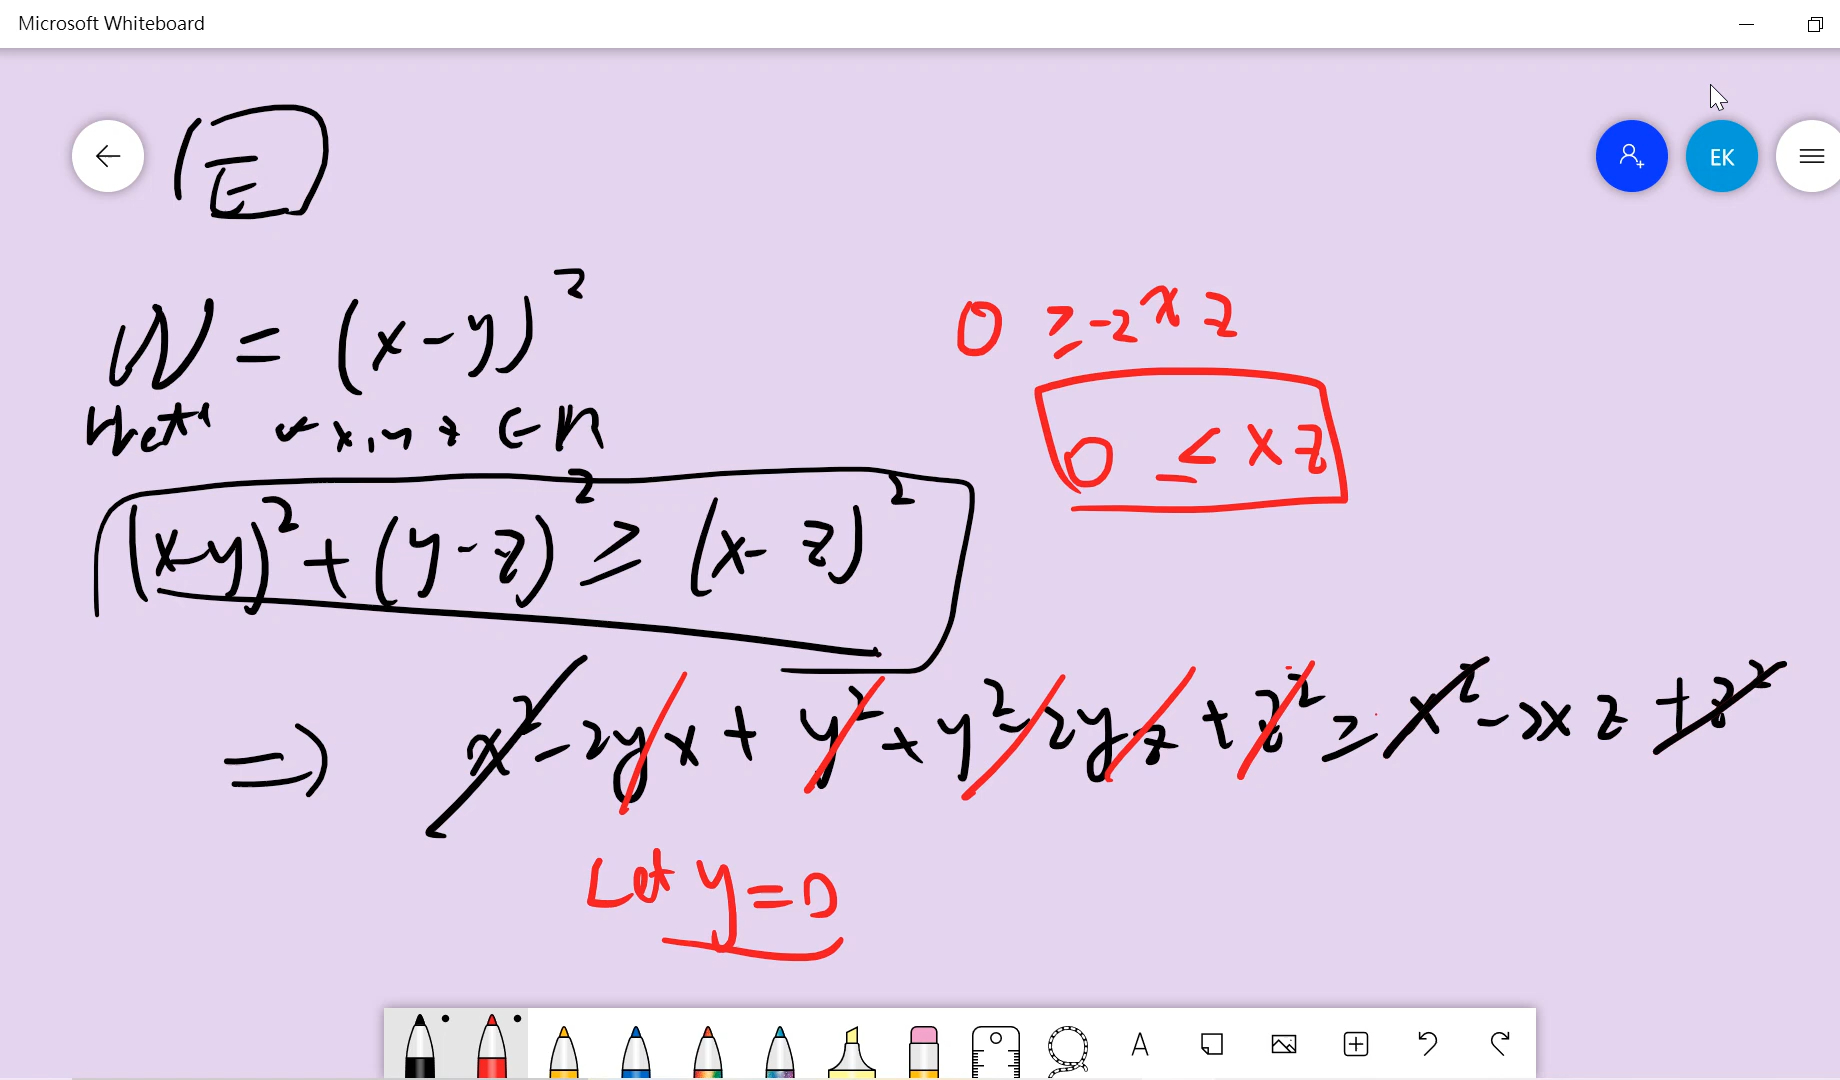 Microsoft Whiteboard
E
EK
= (x-y)²
0 ≥ -2xz
0 ≤ xz
(x-y)² + (y-z)² ≥ (x-z)²
⇒ x² - 2yx + y² + y² - 2yz + z² ≥ x² - 2xz + z²
Let y = 0
A